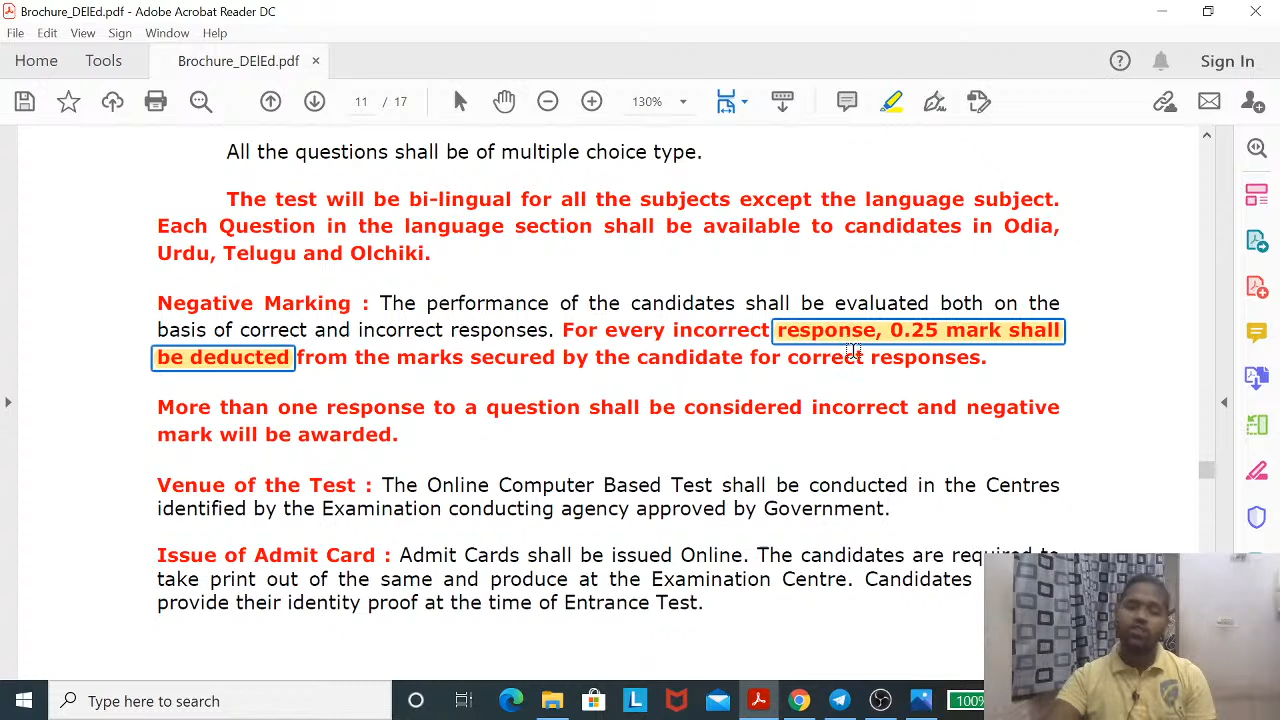 Brochure_DElEd.pdf - Adobe Acrobat Reader DC
File Edit View Sign Window Help
Home Tools Brochure_DElEd.pdf × Sign In
11 / 17 130%
All the questions shall be of multiple choice type.
The test will be bi-lingual for all the subjects except the language subject.
Each Question in the language section shall be available to candidates in Odia,
Urdu, Telugu and Olchiki.
Negative Marking : The performance of the candidates shall be evaluated both on the
basis of correct and incorrect responses. For every incorrect response, 0.25 mark shall
be deducted from the marks secured by the candidate for correct responses.
More than one response to a question shall be considered incorrect and negative
mark will be awarded.
Venue of the Test : The Online Computer Based Test shall be conducted in the Centres
identified by the Examination conducting agency approved by Government.
Issue of Admit Card : Admit Cards shall be issued Online. The candidates are required to
take print out of the same and produce at the Examination Centre. Candidates
provide their identity proof at the time of Entrance Test.
Type here to search
100%